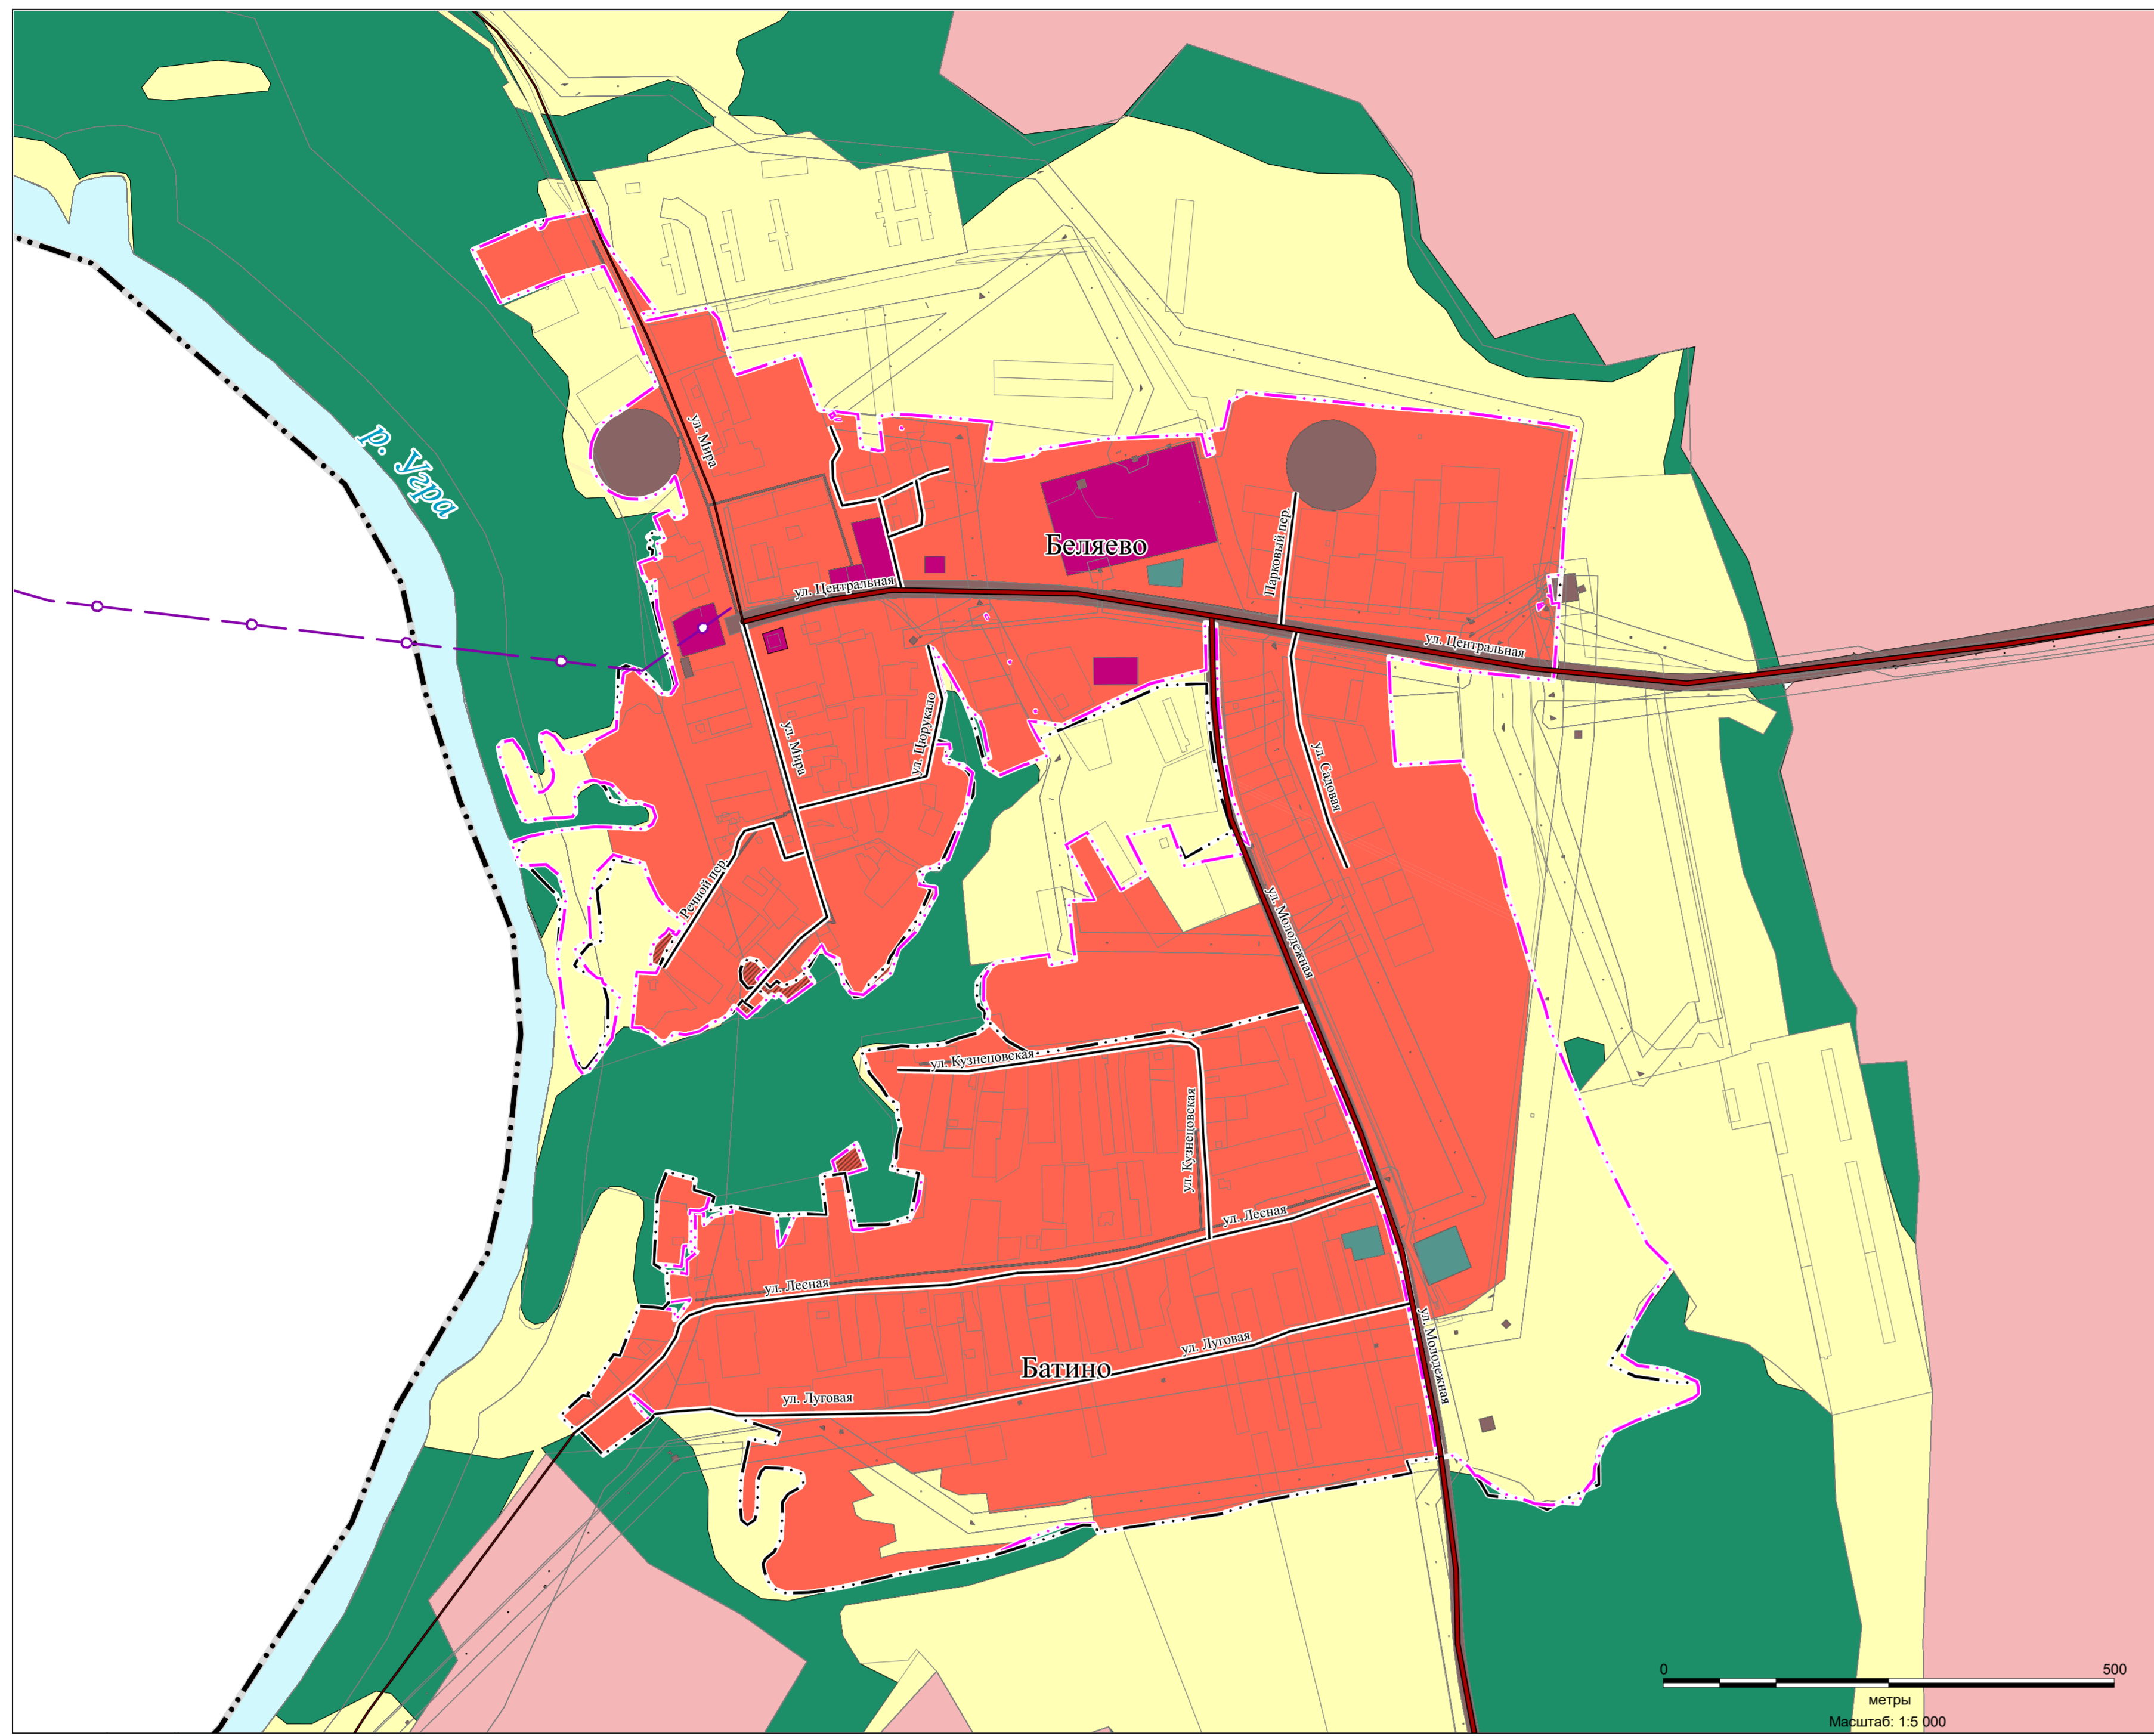 р. Угра
ул. Мира
Беляево
Парковый пер.
ул. Центральная
ул. Центральная
ул. Цюрукало
ул. Мира
ул. Садовая
Речной пер.
ул. Молодежная
ул. Кузнецовская
ул. Кузнецовская
ул. Лесная
ул. Лесная
ул. Луговая
Батино
ул. Молодежная
ул. Луговая
0 500
метры
Масштаб: 1:5 000